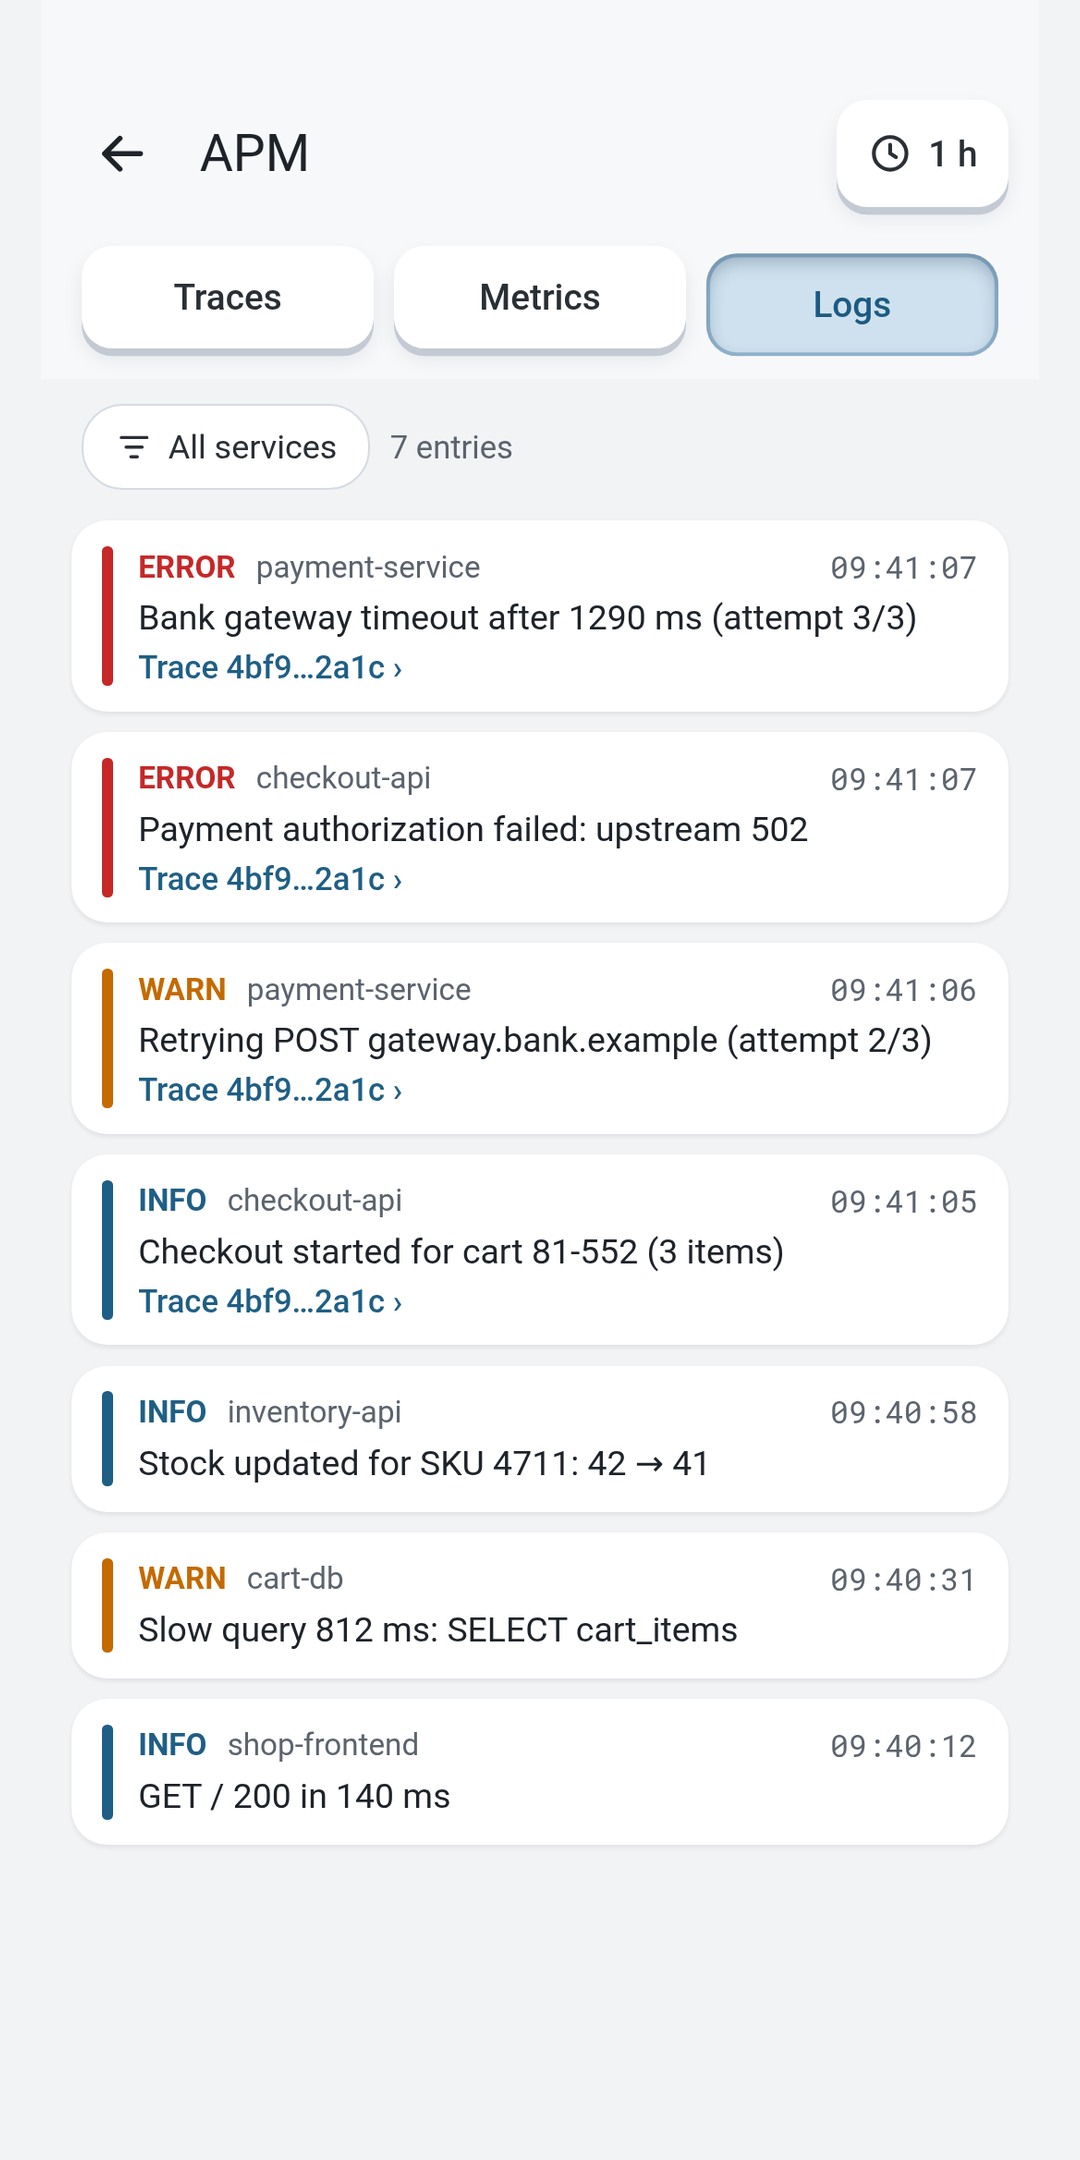 APM
1 h
Traces
Metrics
Logs
All services
7 entries
ERROR payment-service 09:41:07
Bank gateway timeout after 1290 ms (attempt 3/3)
Trace 4bf9…2a1c ›
ERROR checkout-api 09:41:07
Payment authorization failed: upstream 502
Trace 4bf9…2a1c ›
WARN payment-service 09:41:06
Retrying POST gateway.bank.example (attempt 2/3)
Trace 4bf9…2a1c ›
INFO checkout-api 09:41:05
Checkout started for cart 81-552 (3 items)
Trace 4bf9…2a1c ›
INFO inventory-api 09:40:58
Stock updated for SKU 4711: 42 → 41
WARN cart-db 09:40:31
Slow query 812 ms: SELECT cart_items
INFO shop-frontend 09:40:12
GET / 200 in 140 ms